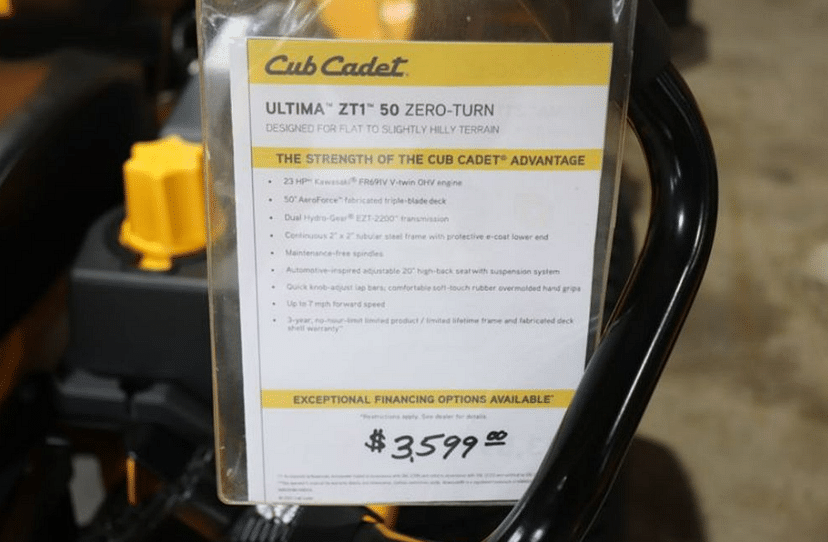 Cub Cadet
ULTIMA™ ZT1™ 50 ZERO-TURN
DESIGNED FOR FLAT TO SLIGHTLY HILLY TERRAIN
THE STRENGTH OF THE CUB CADET® ADVANTAGE
• 23 HP* Kawasaki® FR691V V-twin OHV engine
• 50" AeroForce™ fabricated triple-blade deck
• Dual Hydro-Gear® EZT-2200™ transmission
• Continuous 2" x 2" tubular steel frame with protective e-coat lower end
• Maintenance-free spindles
• Automotive-inspired adjustable 20" high-back seat with suspension system
• Quick knob-adjust lap bars; comfortable soft-touch rubber overmolded hand grips
• Up to 7 mph forward speed
• 3-year, no-hour-limit limited product / limited lifetime frame and fabricated deck
shell warranty**
EXCEPTIONAL FINANCING OPTIONS AVAILABLE*
*Restrictions apply. See dealer for details.
$3,599 00